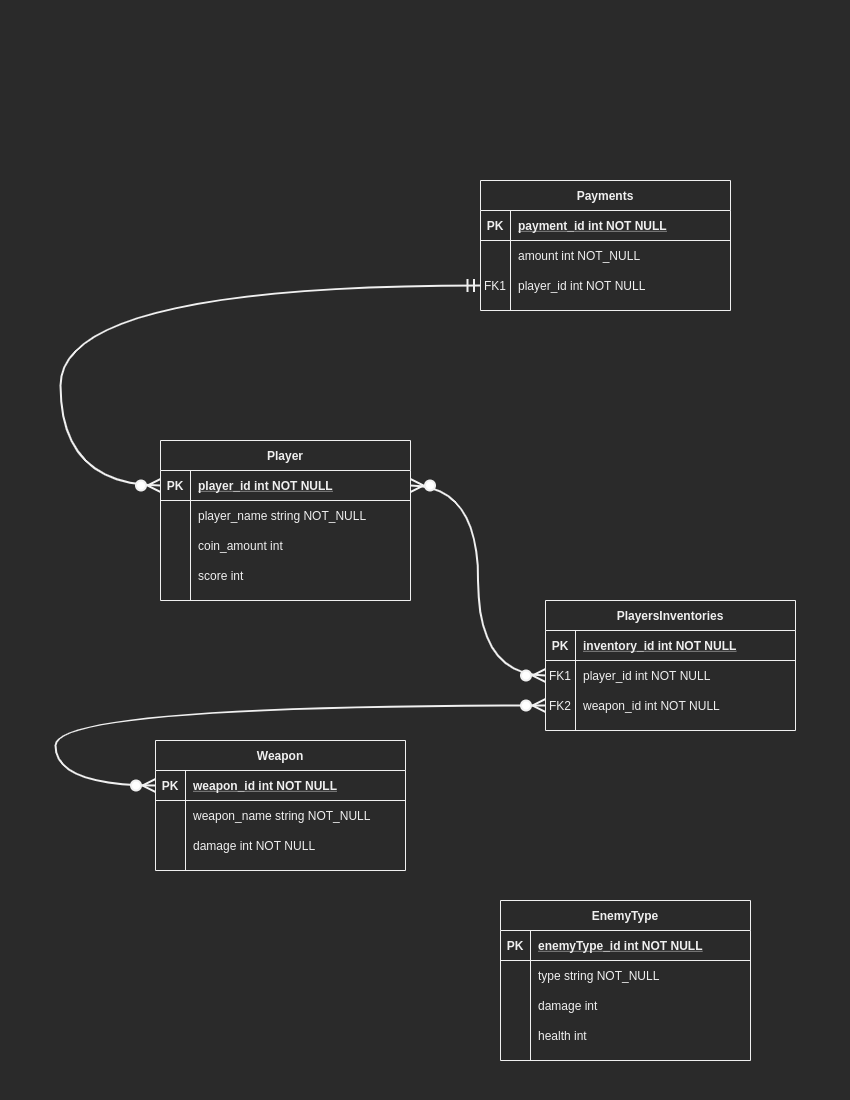 Payments
PK payment_id int NOT NULL
amount int NOT_NULL
FK1 player_id int NOT NULL
Player
PK player_id int NOT NULL
player_name string NOT_NULL
coin_amount int
score int
PlayersInventories
PK inventory_id int NOT NULL
FK1 player_id int NOT NULL
FK2 weapon_id int NOT NULL
Weapon
PK weapon_id int NOT NULL
weapon_name string NOT_NULL
damage int NOT NULL
EnemyType
PK enemyType_id int NOT NULL
type string NOT_NULL
damage int
health int